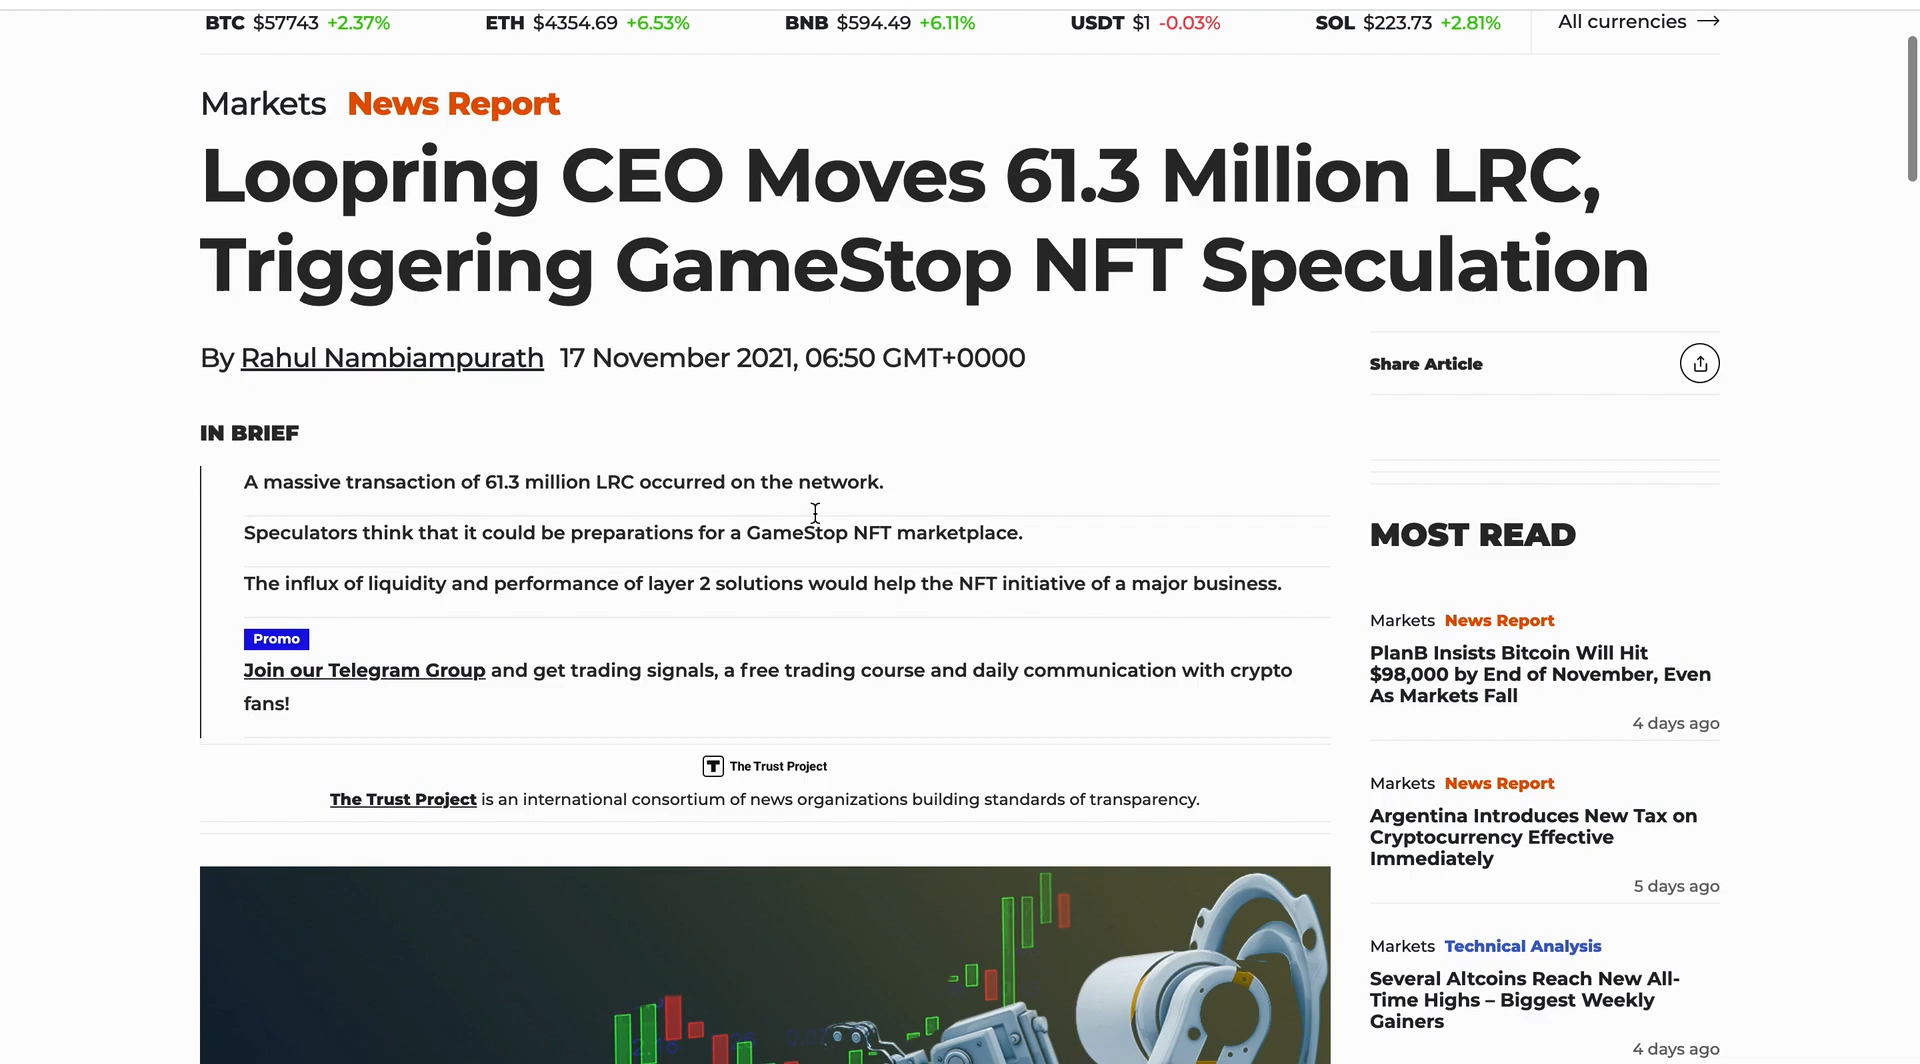 BTC $57743 +2.37% ETH $4354.69 +6.53% BNB $594.49 +6.11% USDT $1 -0.03% SOL $223.73 +2.81% All currencies →
Markets News Report
Loopring CEO Moves 61.3 Million LRC,
Triggering GameStop NFT Speculation
By Rahul Nambiampurath 17 November 2021, 06:50 GMT+0000
IN BRIEF
A massive transaction of 61.3 million LRC occurred on the network.
Speculators think that it could be preparations for a GameStop NFT marketplace.
The influx of liquidity and performance of layer 2 solutions would help the NFT initiative of a major business.
Promo
Join our Telegram Group and get trading signals, a free trading course and daily communication with crypto
fans!
The Trust Project
The Trust Project is an international consortium of news organizations building standards of transparency.
Share Article
MOST READ
Markets News Report
PlanB Insists Bitcoin Will Hit
$98,000 by End of November, Even
As Markets Fall
4 days ago
Markets News Report
Argentina Introduces New Tax on
Cryptocurrency Effective
Immediately
5 days ago
Markets Technical Analysis
Several Altcoins Reach New All-
Time Highs – Biggest Weekly
Gainers
4 days ago